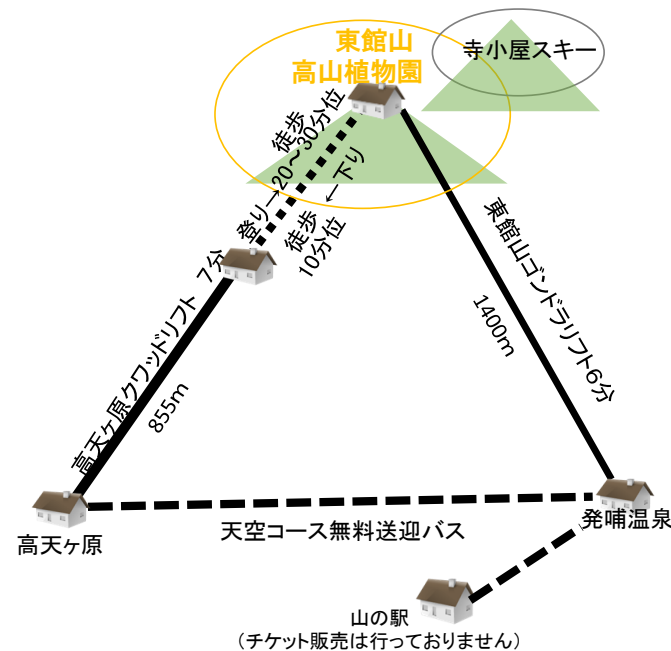 東館山
高山植物園
寺小屋スキー
徒歩
登り→20～30分位
←下り
徒歩
10分位
高天ヶ原クワッドリフト　7分
855m
東館山ゴンドラリフト6分
1400m
高天ヶ原
天空コース無料送迎バス
発哺温泉
山の駅
（チケット販売は行っておりません）